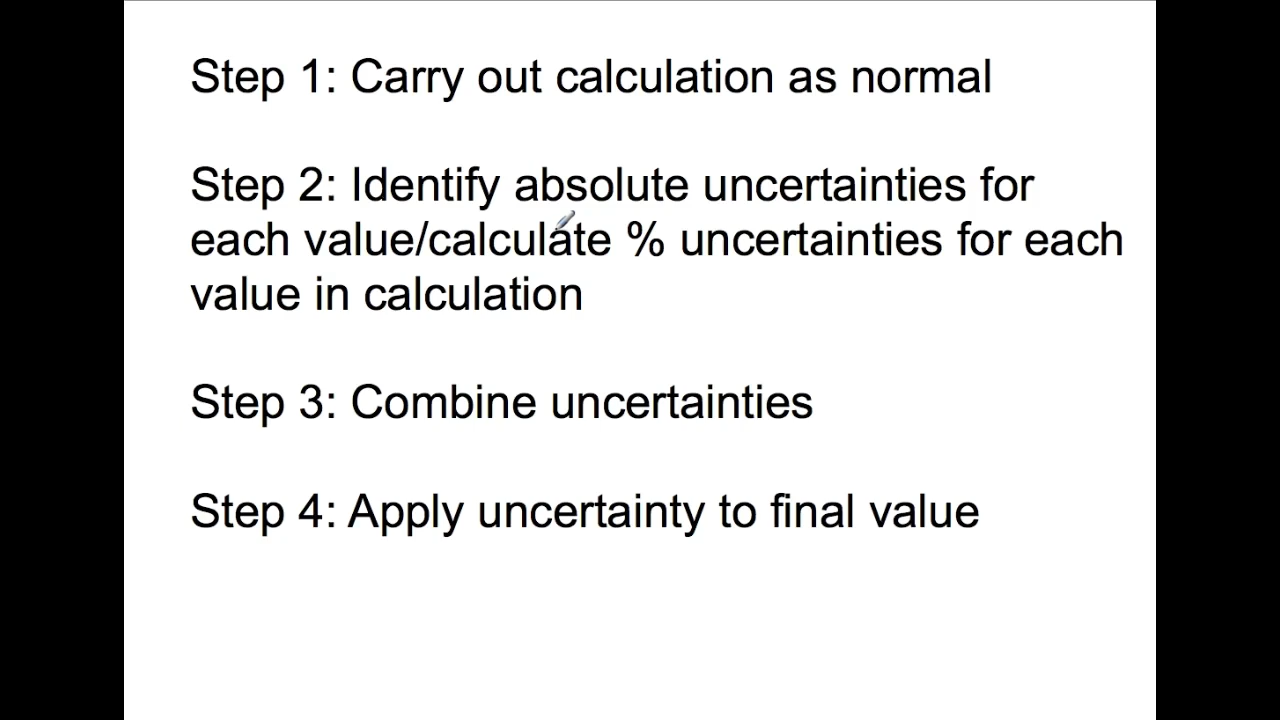 Step 1: Carry out calculation as normal
Step 2: Identify absolute uncertainties for
each value/calculate % uncertainties for each
value in calculation
Step 3: Combine uncertainties
Step 4: Apply uncertainty to final value